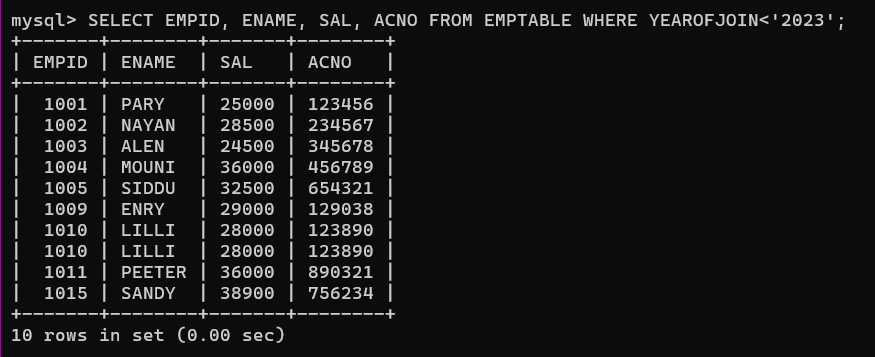 mysql> SELECT EMPID, ENAME, SAL, ACNO FROM EMPTABLE WHERE YEAROFJOIN<'2023';
+-------+--------+-------+--------+
| EMPID | ENAME  | SAL   | ACNO   |
+-------+--------+-------+--------+
|  1001 | PARY   | 25000 | 123456 |
|  1002 | NAYAN  | 28500 | 234567 |
|  1003 | ALEN   | 24500 | 345678 |
|  1004 | MOUNI  | 36000 | 456789 |
|  1005 | SIDDU  | 32500 | 654321 |
|  1009 | ENRY   | 29000 | 129038 |
|  1010 | LILLI  | 28000 | 123890 |
|  1010 | LILLI  | 28000 | 123890 |
|  1011 | PEETER | 36000 | 890321 |
|  1015 | SANDY  | 38900 | 756234 |
+-------+--------+-------+--------+
10 rows in set (0.00 sec)